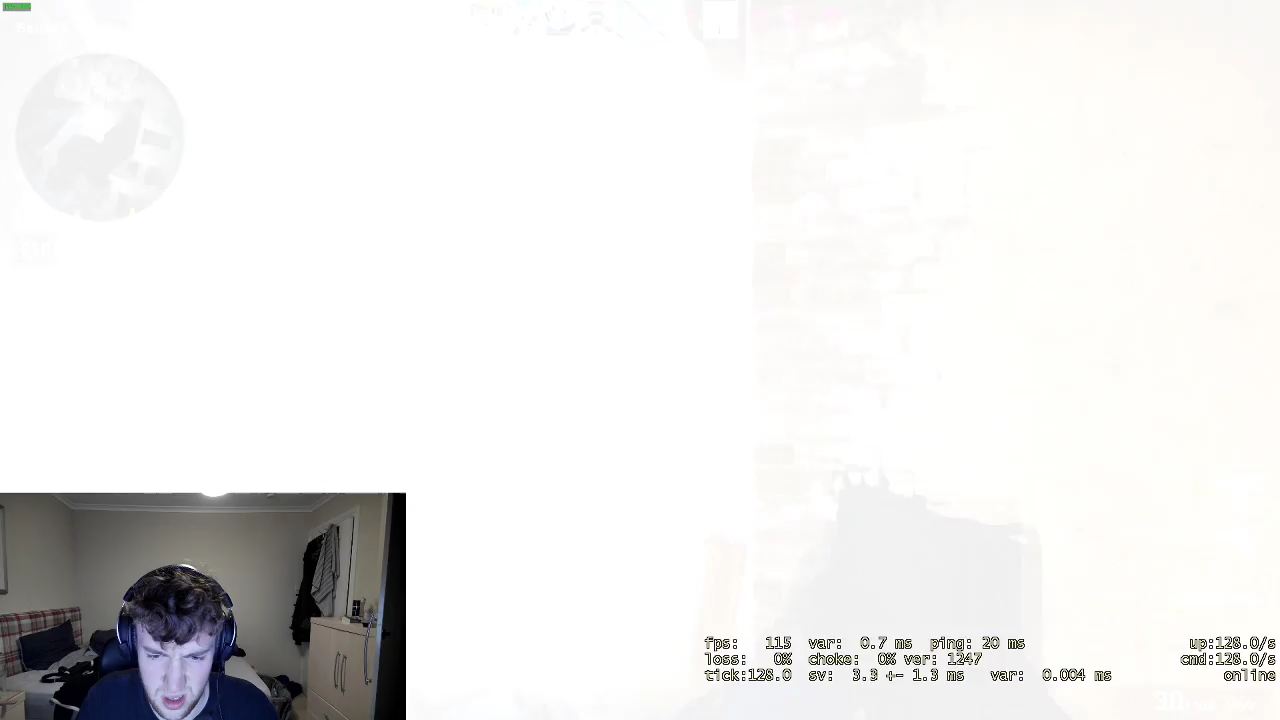 fps: 115 var: 0.7 ms ping: 20 ms up:128.0/s
loss: 0% choke: 0% ver: 1247 cmd:128.0/s
tick:128.0 sv: 3.3 +- 1.3 ms var: 0.004 ms online